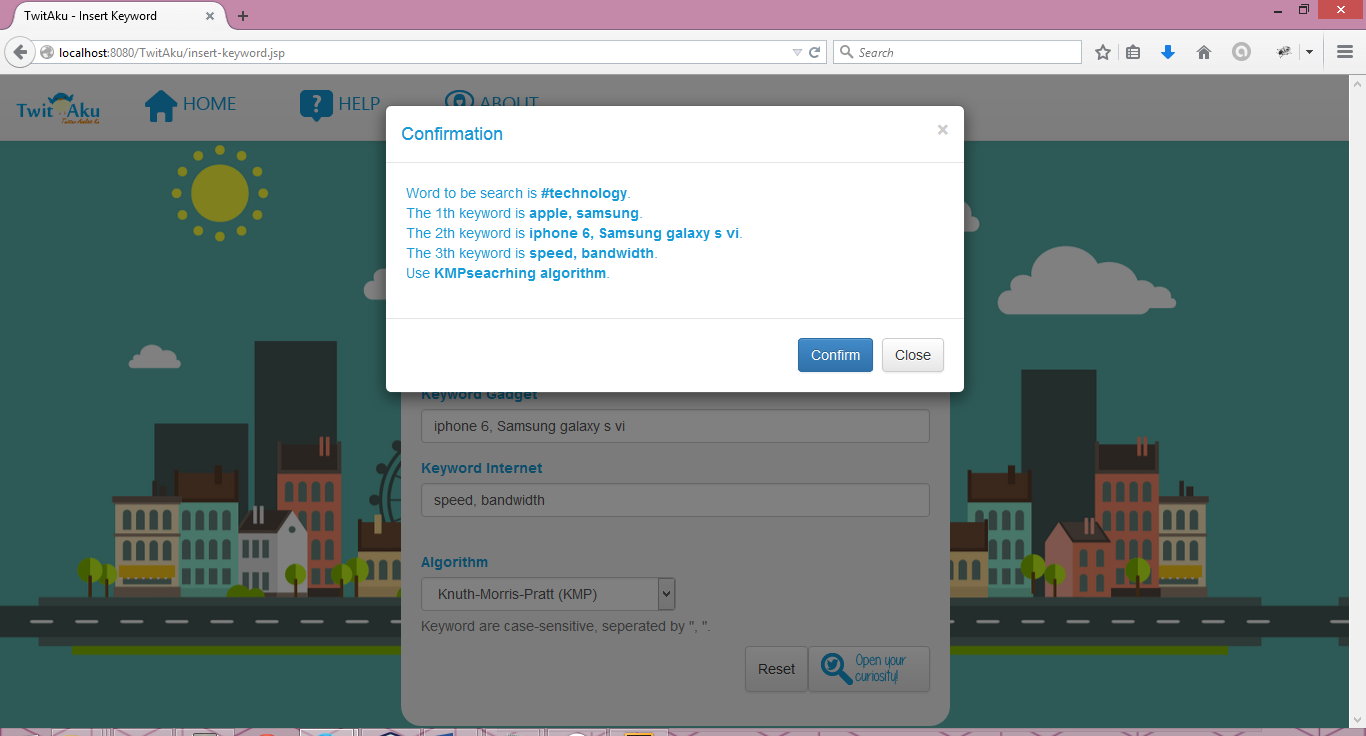 TwitAku - Insert Keyword
localhost:8080/TwitAku/insert-keyword.jsp
Search
Twit Aku
HOME
HELP
ABOUT
Confirmation
×
Word to be search is #technology.
The 1th keyword is apple, samsung.
The 2th keyword is iphone 6, Samsung galaxy s vi.
The 3th keyword is speed, bandwidth.
Use KMPseacrhing algorithm.
Confirm
Close
Keyword Gadget
iphone 6, Samsung galaxy s vi
Keyword Internet
speed, bandwidth
Algorithm
Knuth-Morris-Pratt (KMP)
Keyword are case-sensitive, seperated by ", ".
Reset
Open your
curiosity!